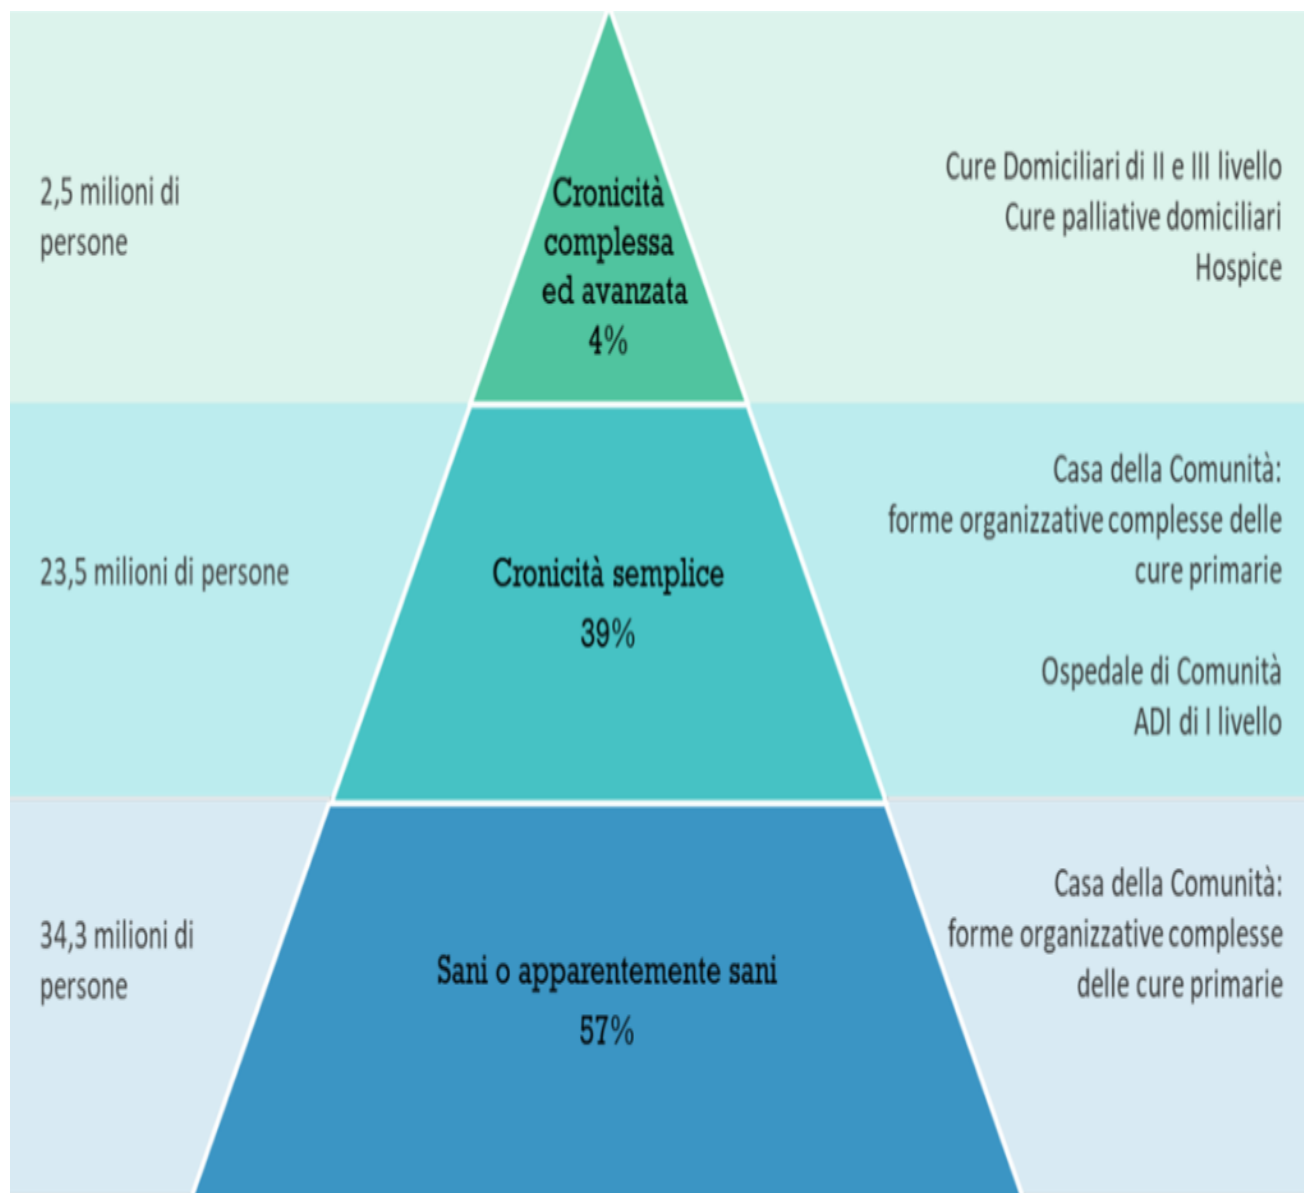 2,5 milioni di
persone
Cronicità
complessa
ed avanzata
4%
Cure Domiciliari di II e III livello
Cure palliative domiciliari
Hospice
23,5 milioni di persone
Cronicità semplice
39%
Casa della Comunità:
forme organizzative complesse delle
cure primarie
Ospedale di Comunità
ADI di I livello
34,3 milioni di
persone
Sani o apparentemente sani
57%
Casa della Comunità:
forme organizzative complesse
delle cure primarie